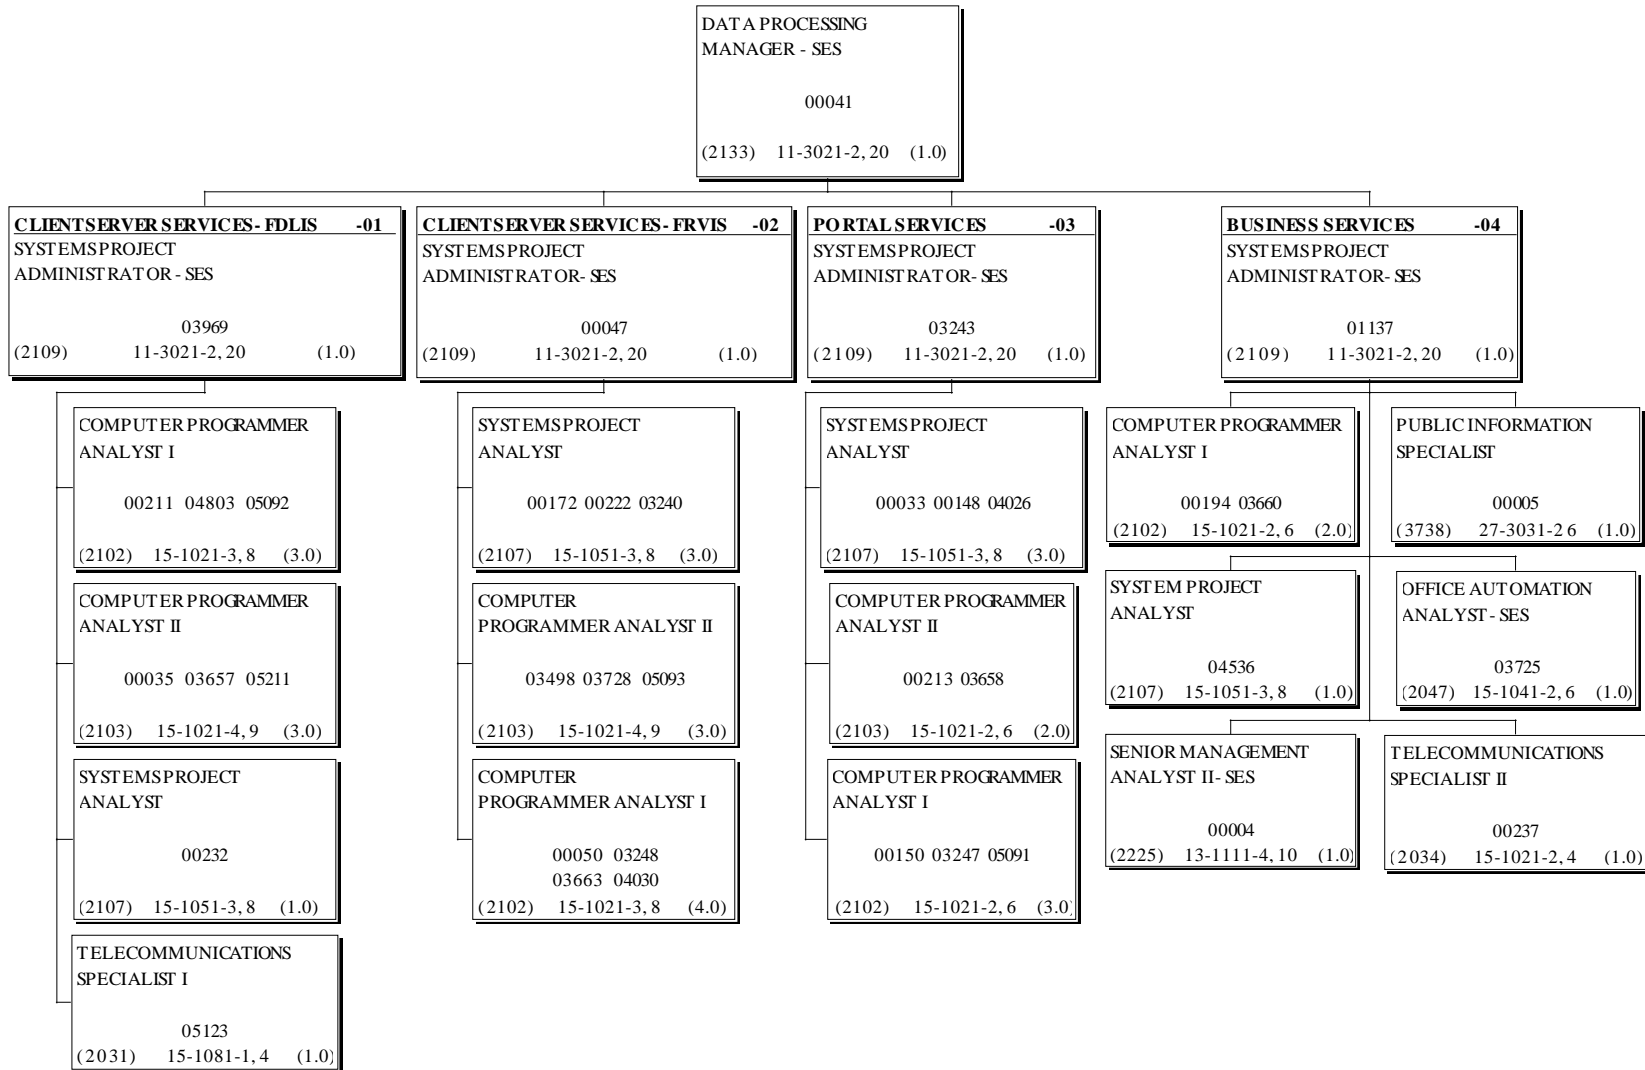 DATA PROCESSING
MANAGER - SES
00041
(2133) 11-3021-2, 20 (1.0)
CLIENT SERVER SERVICES - FDLIS -01
SYSTEMS PROJECT
ADMINISTRATOR - SES
03969
(2109) 11-3021-2, 20 (1.0)
COMPUTER PROGRAMMER
ANALYST I
00211 04803 05092
(2102) 15-1021-3, 8 (3.0)
COMPUTER PROGRAMMER
ANALYST II
00035 03657 05211
(2103) 15-1021-4, 9 (3.0)
SYSTEMS PROJECT
ANALYST
00232
(2107) 15-1051-3, 8 (1.0)
TELECOMMUNICATIONS
SPECIALIST I
05123
(2031) 15-1081-1, 4 (1.0)
CLIENT SERVER SERVICES - FRVIS -02
SYSTEMS PROJECT
ADMINISTRATOR- SES
00047
(2109) 11-3021-2, 20 (1.0)
SYSTEMS PROJECT
ANALYST
00172 00222 03240
(2107) 15-1051-3, 8 (3.0)
COMPUTER
PROGRAMMER ANALYST II
03498 03728 05093
(2103) 15-1021-4, 9 (3.0)
COMPUTER
PROGRAMMER ANALYST I
00050 03248
03663 04030
(2102) 15-1021-3, 8 (4.0)
PORTAL SERVICES -03
SYSTEMS PROJECT
ADMINISTRATOR- SES
03243
(2109) 11-3021-2, 20 (1.0)
SYSTEMS PROJECT
ANALYST
00033 00148 04026
(2107) 15-1051-3, 8 (3.0)
COMPUTER PROGRAMMER
ANALYST II
00213 03658
(2103) 15-1021-2, 6 (2.0)
COMPUTER PROGRAMMER
ANALYST I
00150 03247 05091
(2102) 15-1021-2, 6 (3.0)
BUSINESS SERVICES -04
SYSTEMS PROJECT
ADMINISTRATOR- SES
01137
(2109) 11-3021-2, 20 (1.0)
COMPUTER PROGRAMMER
ANALYST I
00194 03660
(2102) 15-1021-2, 6 (2.0)
PUBLIC INFORMATION
SPECIALIST
00005
(3738) 27-3031-2 6 (1.0)
SYSTEM PROJECT
ANALYST
04536
(2107) 15-1051-3, 8 (1.0)
OFFICE AUTOMATION
ANALYST - SES
03725
(2047) 15-1041-2, 6 (1.0)
SENIOR MANAGEMENT
ANALYST II- SES
00004
(2225) 13-1111-4, 10 (1.0)
TELECOMMUNICATIONS
SPECIALIST II
00237
(2034) 15-1021-2, 4 (1.0)